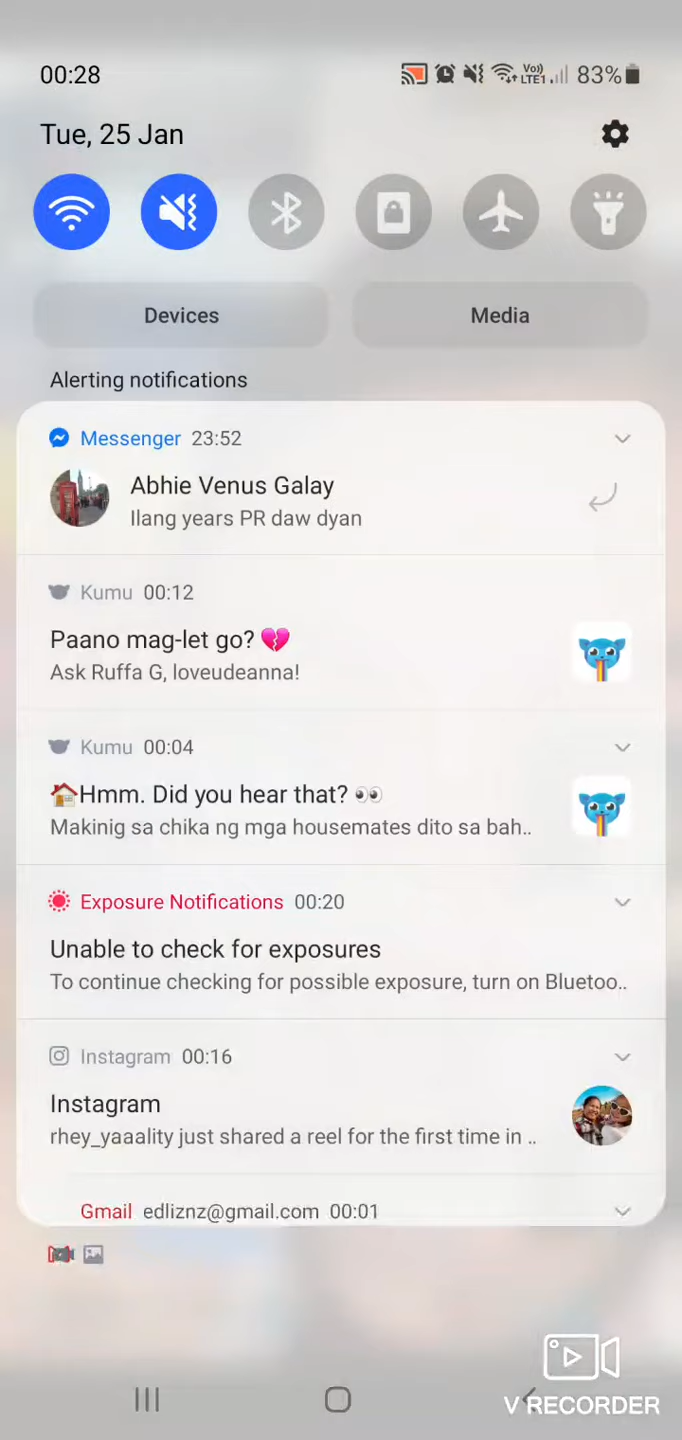 00:28
Vo)) LTE1 83%
Tue, 25 Jan
Devices
Media
Alerting notifications
Messenger 23:52
Abhie Venus Galay
Ilang years PR daw dyan
Kumu 00:12
Paano mag-let go? 💔
Ask Ruffa G, loveudeanna!
Kumu 00:04
🏠Hmm. Did you hear that? 👀
Makinig sa chika ng mga housemates dito sa bah..
Exposure Notifications 00:20
Unable to check for exposures
To continue checking for possible exposure, turn on Bluetoo..
Instagram 00:16
Instagram
rhey_yaaality just shared a reel for the first time in ..
Gmail edliznz@gmail.com 00:01
V RECORDER